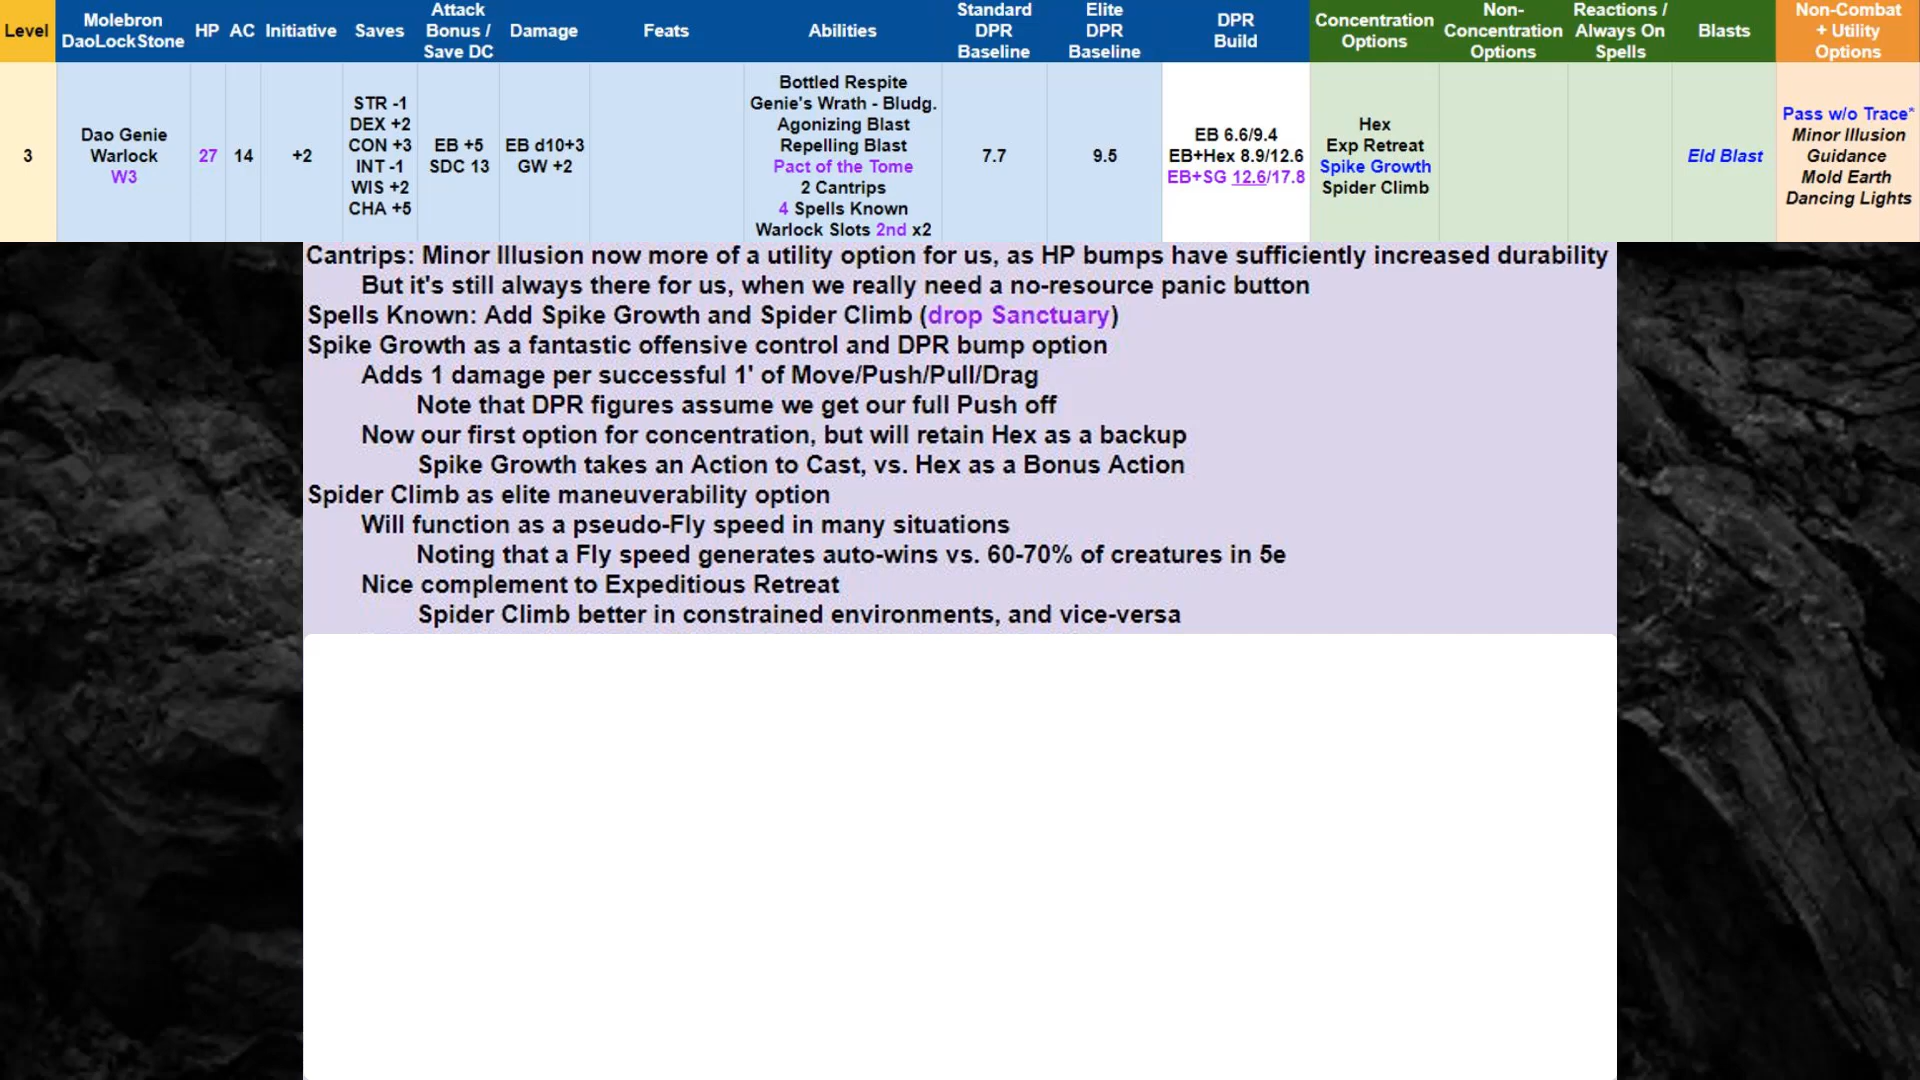 Level
Molebron
DaoLockStone
HP
AC
Initiative
Saves
Attack
Bonus /
Save DC
Damage
Feats
Abilities
Standard
DPR
Baseline
Elite
DPR
Baseline
DPR
Build
Concentration
Options
Non-
Concentration
Options
Reactions /
Always On
Spells
Blasts
Non-Combat
+ Utility
Options
3
Dao Genie
Warlock
W3
27
14
+2
STR -1
DEX +2
CON +3
INT -1
WIS +2
CHA +5
EB +5
SDC 13
EB d10+3
GW +2
Bottled Respite
Genie's Wrath - Bludg.
Agonizing Blast
Repelling Blast
Pact of the Tome
2 Cantrips
4 Spells Known
Warlock Slots 2nd x2
7.7
9.5
EB 6.6/9.4
EB+Hex 8.9/12.6
EB+SG 12.6/17.8
Hex
Exp Retreat
Spike Growth
Spider Climb
Eld Blast
Pass w/o Trace*
Minor Illusion
Guidance
Mold Earth
Dancing Lights
Cantrips: Minor Illusion now more of a utility option for us, as HP bumps have sufficiently increased durability
But it's still always there for us, when we really need a no-resource panic button
Spells Known: Add Spike Growth and Spider Climb (drop Sanctuary)
Spike Growth as a fantastic offensive control and DPR bump option
Adds 1 damage per successful 1' of Move/Push/Pull/Drag
Note that DPR figures assume we get our full Push off
Now our first option for concentration, but will retain Hex as a backup
Spike Growth takes an Action to Cast, vs. Hex as a Bonus Action
Spider Climb as elite maneuverability option
Will function as a pseudo-Fly speed in many situations
Noting that a Fly speed generates auto-wins vs. 60-70% of creatures in 5e
Nice complement to Expeditious Retreat
Spider Climb better in constrained environments, and vice-versa